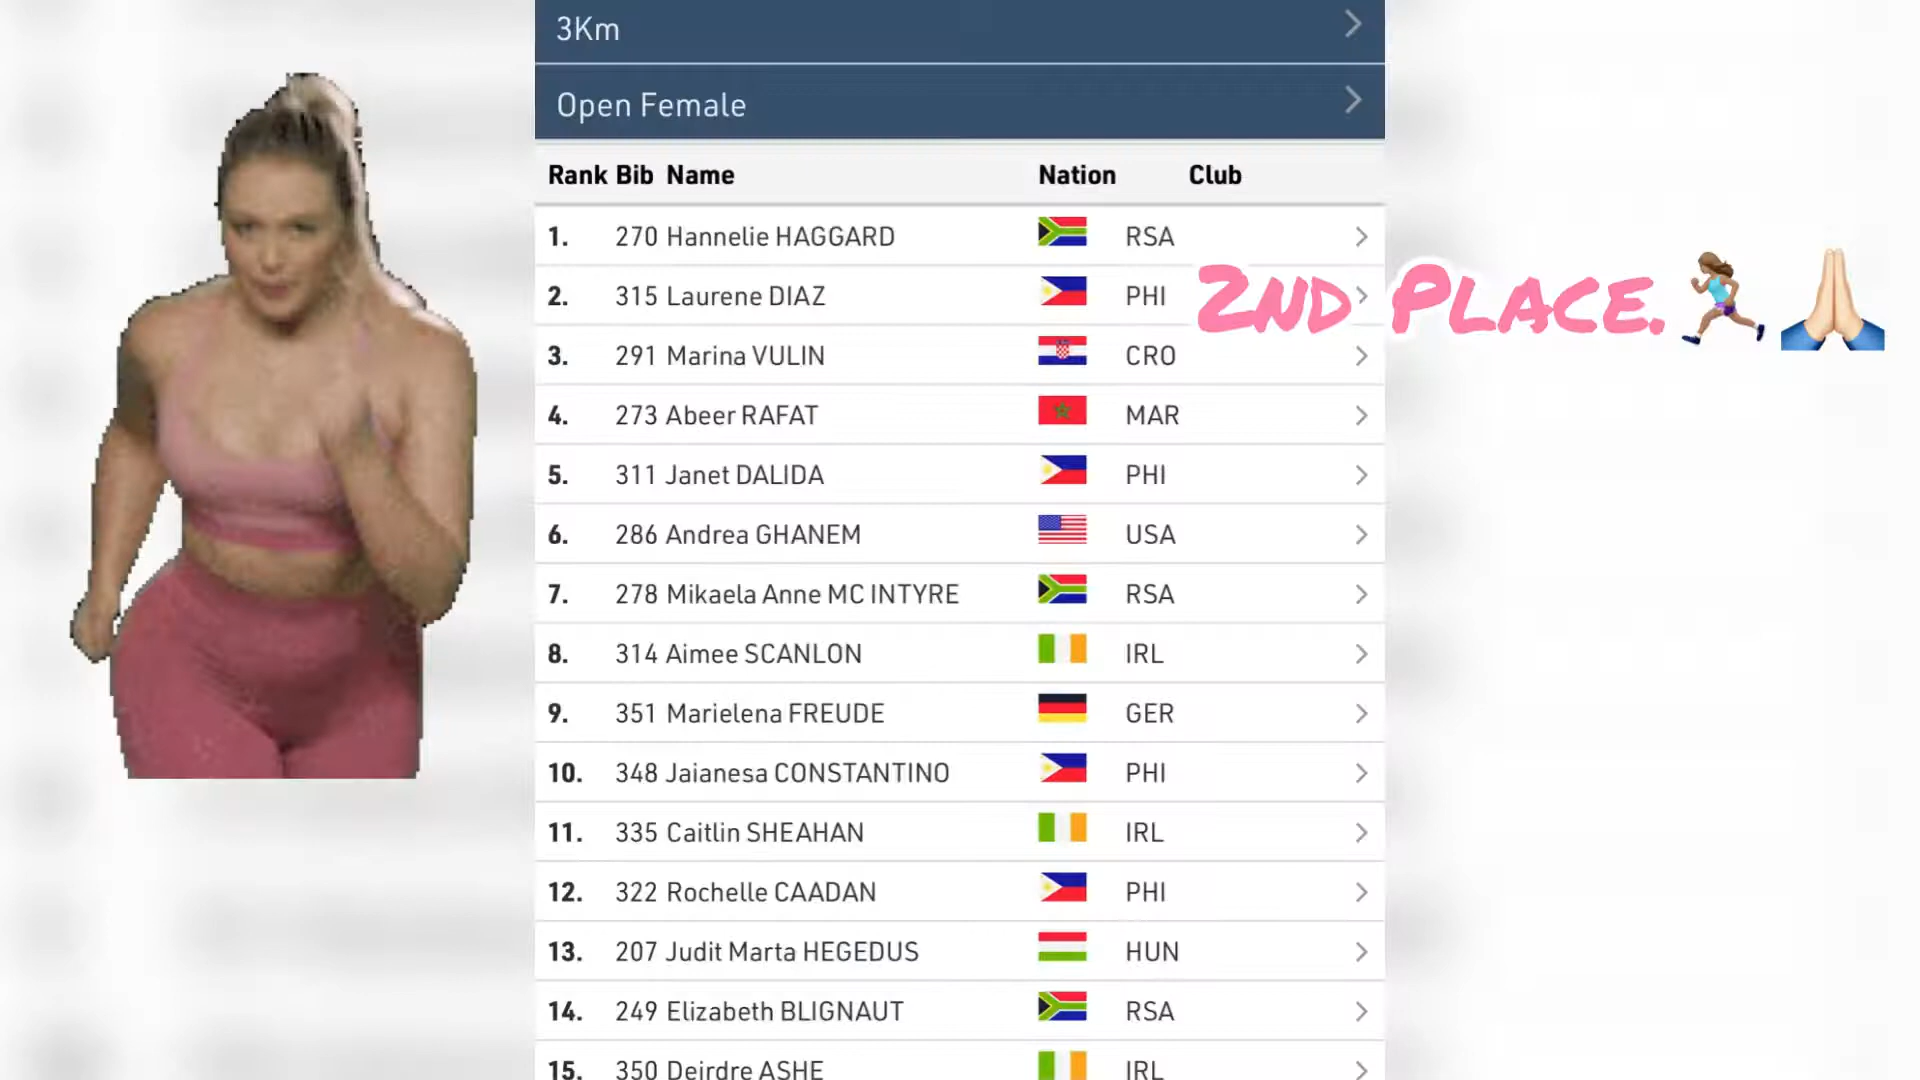 3Km
Open Female
Rank Bib Name Nation Club
1. 270 Hannelie HAGGARD RSA
2. 315 Laurene DIAZ PHI
2nd Place.
3. 291 Marina VULIN CRO
4. 273 Abeer RAFAT MAR
5. 311 Janet DALIDA PHI
6. 286 Andrea GHANEM USA
7. 278 Mikaela Anne MC INTYRE RSA
8. 314 Aimee SCANLON IRL
9. 351 Marielena FREUDE GER
10. 348 Jaianesa CONSTANTINO PHI
11. 335 Caitlin SHEAHAN IRL
12. 322 Rochelle CAADAN PHI
13. 207 Judit Marta HEGEDUS HUN
14. 249 Elizabeth BLIGNAUT RSA
15. 350 Deirdre ASHE IRL